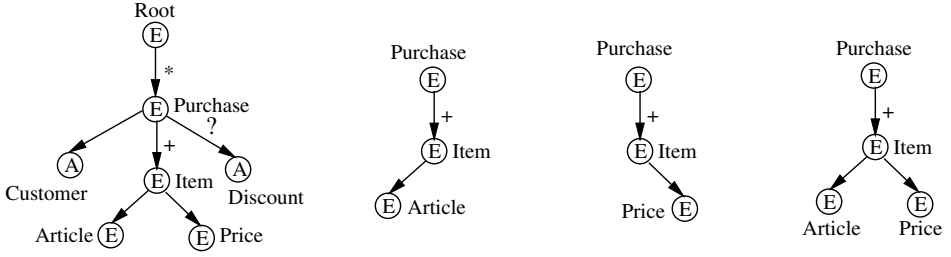 Root
E
*
E Purchase
?
+
A
A
Customer
E Item
Discount
Article E
E Price
Purchase
E
+
E Item
E Article
Purchase
E
+
E Item
Price E
Purchase
E
+
E Item
E
E
Article
Price